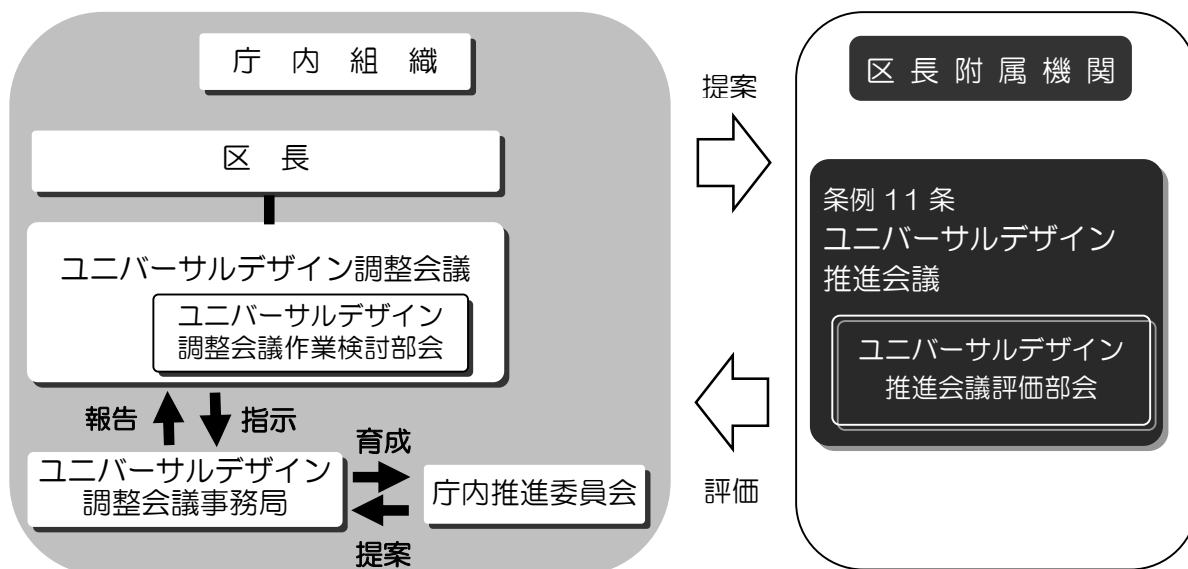 庁内組織
区長
ユニバーサルデザイン調整会議
ユニバーサルデザイン
調整会議作業検討部会
報告
指示
ユニバーサルデザイン
調整会議事務局
育成
提案
庁内推進委員会
提案
評価
区長附属機関
条例 11 条
ユニバーサルデザイン
推進会議
ユニバーサルデザイン
推進会議評価部会